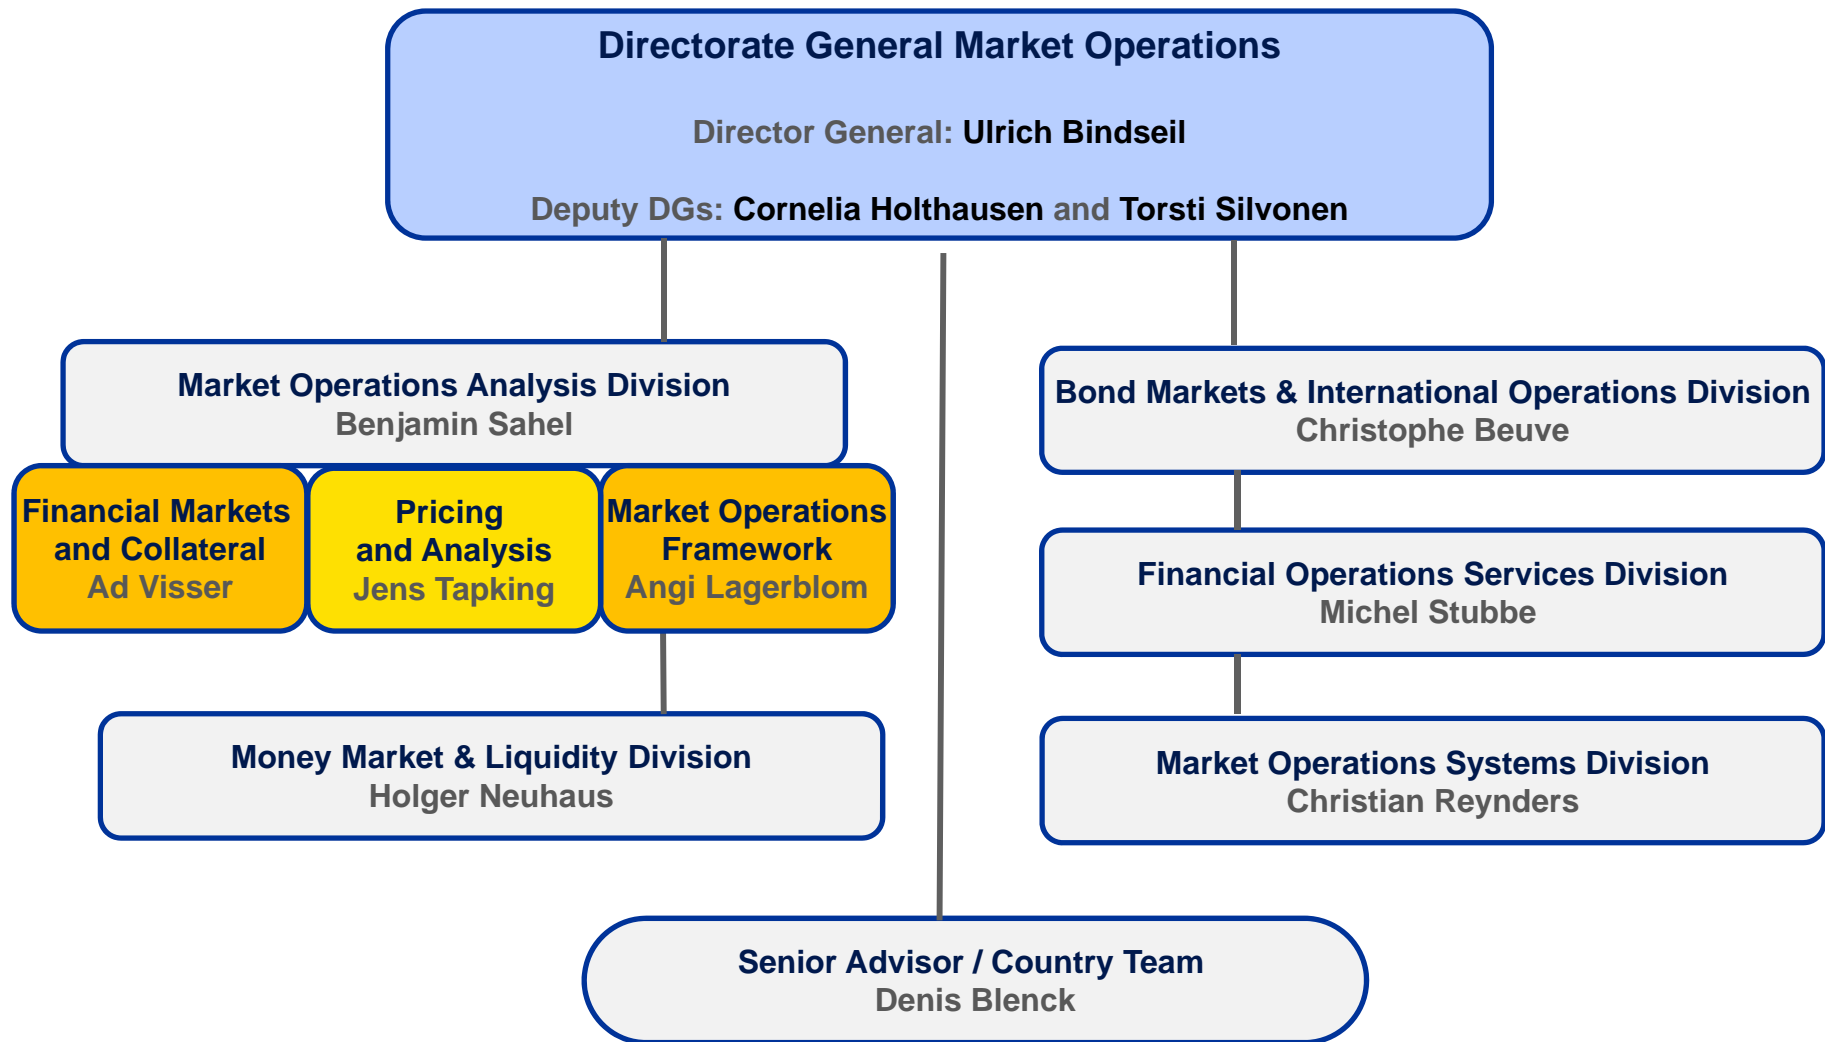 Directorate General Market Operations
Director General: Ulrich Bindseil
Deputy DGs: Cornelia Holthausen and Torsti Silvonen
Market Operations Analysis Division
Benjamin Sahel
Financial Markets
and Collateral
Ad Visser
Pricing
and Analysis
Jens Tapking
Market Operations
Framework
Angi Lagerblom
Money Market & Liquidity Division
Holger Neuhaus
Bond Markets & International Operations Division
Christophe Beuve
Financial Operations Services Division
Michel Stubbe
Market Operations Systems Division
Christian Reynders
Senior Advisor / Country Team
Denis Blenck